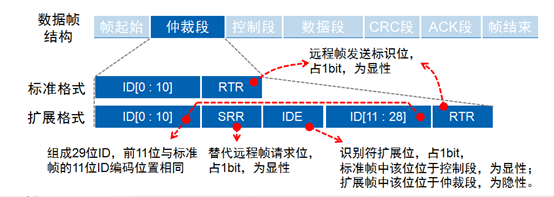 数据帧
结构
帧起始
仲裁段
控制段
数据段
CRC段
ACK段
帧结束
远程帧发送标识位，
占1bit，为显性
标准格式
ID[0 : 10]
RTR
扩展格式
ID[0 : 10]
SRR
IDE
ID[11 : 28]
RTR
组成29位ID，前11位与标准
帧的11位ID编码位置相同
替代远程帧请求位，
占1bit，为显性
识别符扩展位，占1bit，
标准帧中该位位于控制段，为显性；
扩展帧中该位位于仲裁段，为隐性。